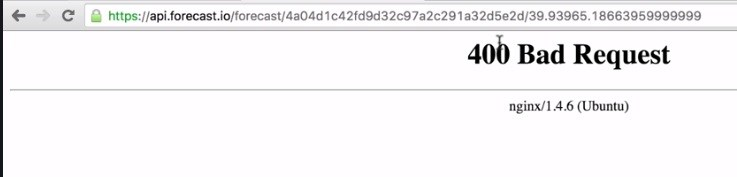 https://api.forecast.io/forecast/4a04d1c42fd9d32c97a2c291a32d5e2d/39.93965.18663959999999
400 Bad Request
nginx/1.4.6 (Ubuntu)